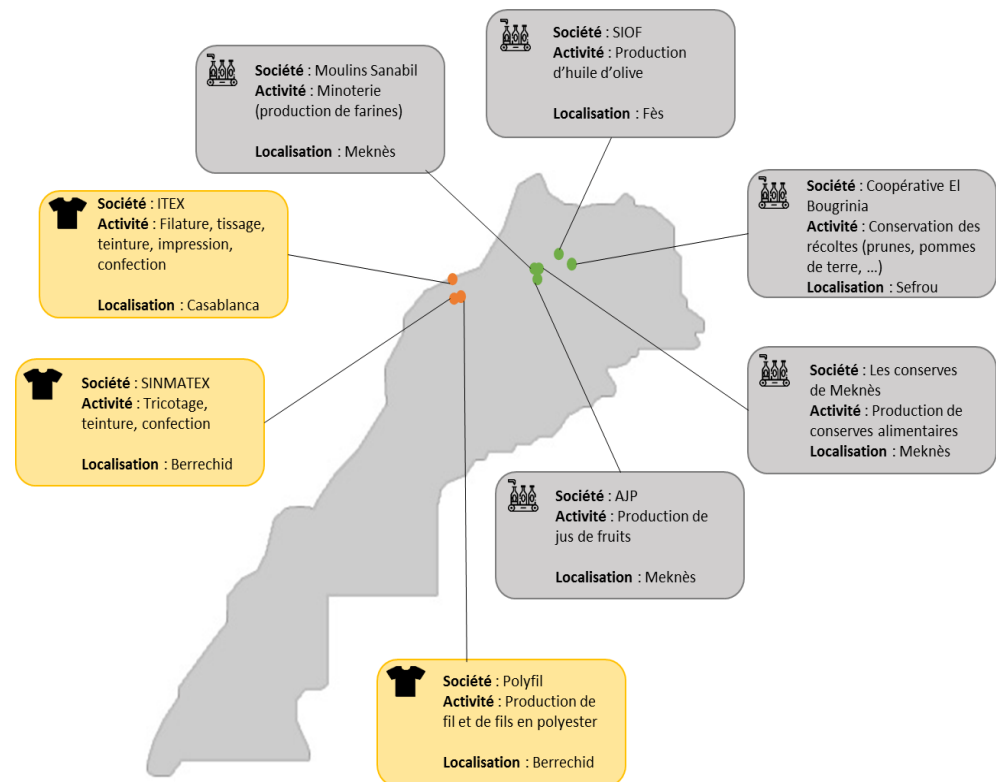 Société : SIOF
Activité : Production
d'huile d'olive
Localisation : Fès
Société : Moulins Sanabil
Activité : Minoterie
(production de farines)
Localisation : Meknès
Société : ITEX
Activité : Filature, tissage,
teinture, impression,
confection
Localisation : Casablanca
Société : Coopérative El
Bougrinia
Activité : Conservation des
récoltes (prunes, pommes
de terre, ...)
Localisation : Sefrou
Société : SINMATEX
Activité : Tricotage,
teinture, confection
Localisation : Berrechid
Société : Les conserves
de Meknès
Activité : Production de
conserves alimentaires
Localisation : Meknès
Société : AJP
Activité : Production de
jus de fruits
Localisation : Meknès
Société : Polyfil
Activité : Production de
fil et de fils en polyester
Localisation : Berrechid